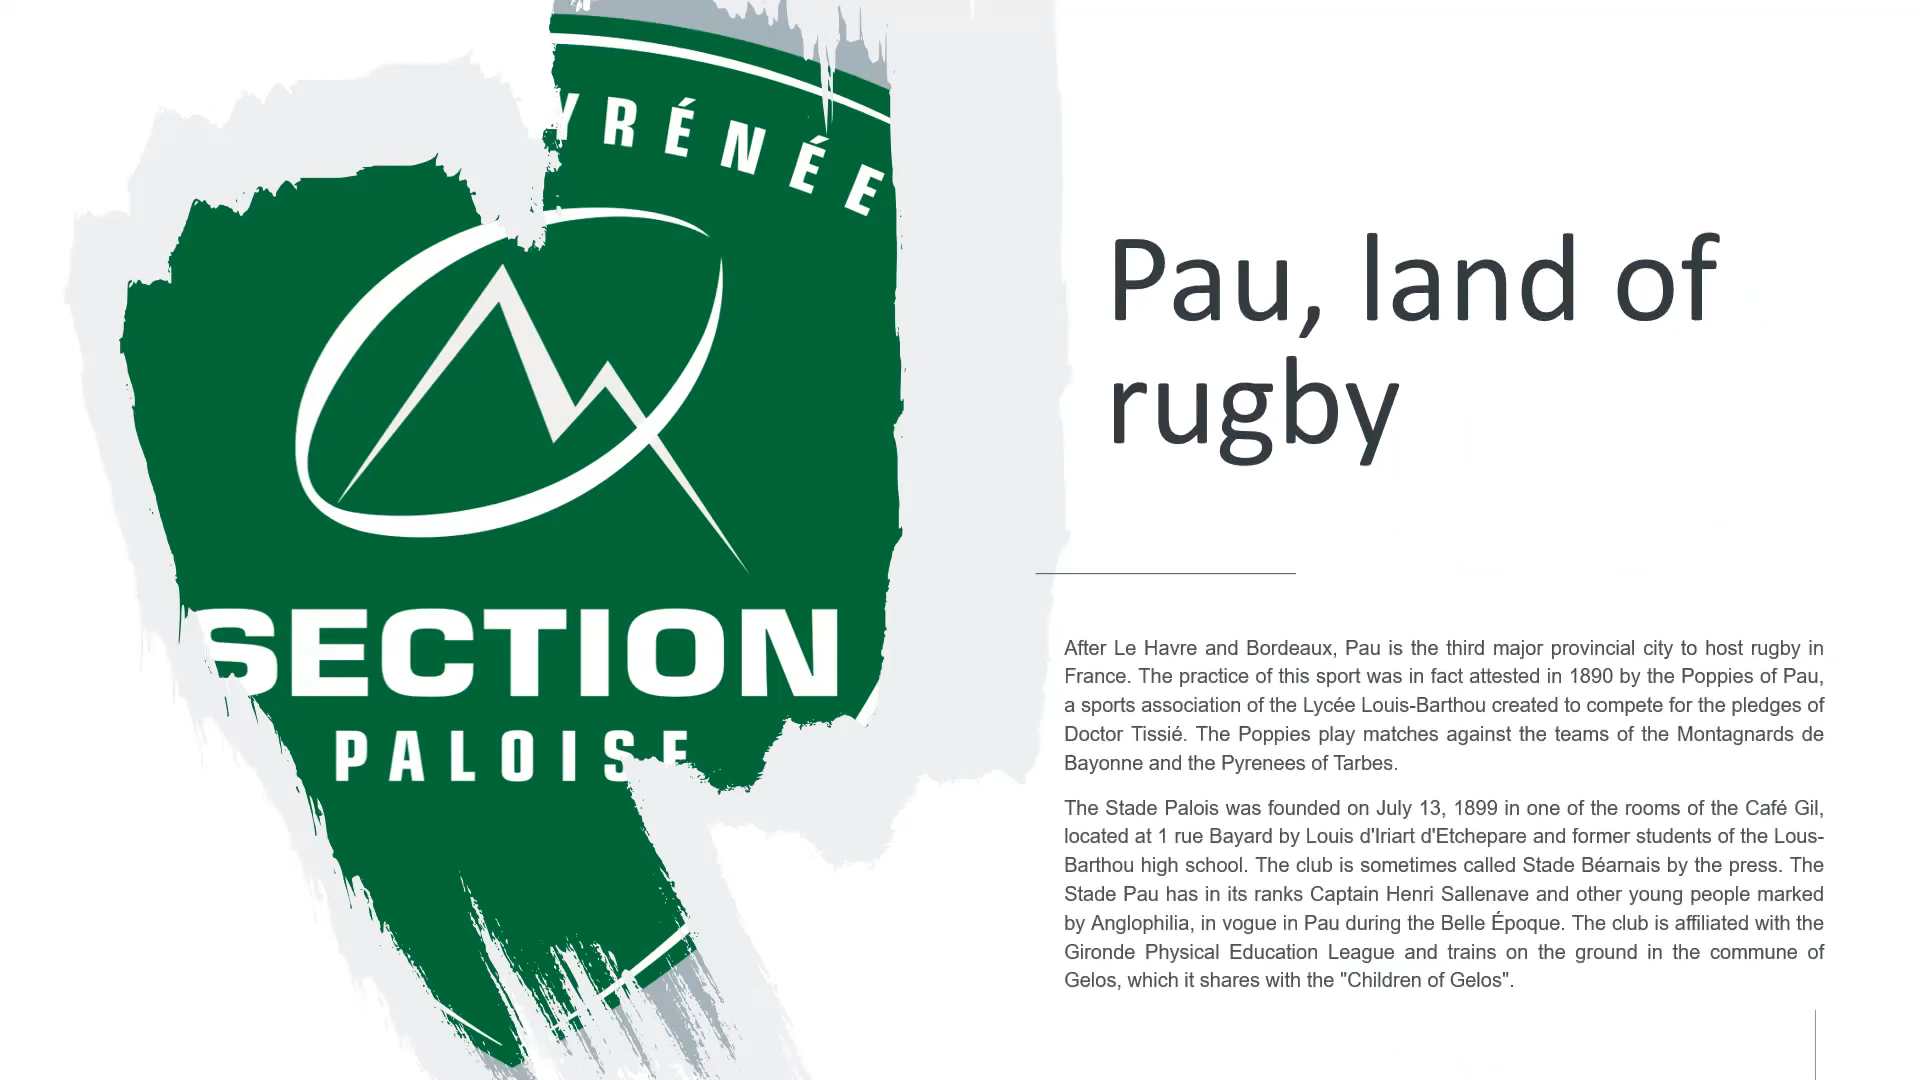 YRÉNÉE
SECTION
PALOISE
Pau, land of
rugby
After Le Havre and Bordeaux, Pau is the third major provincial city to host rugby in
France. The practice of this sport was in fact attested in 1890 by the Poppies of Pau,
a sports association of the Lycée Louis-Barthou created to compete for the pledges of
Doctor Tissié. The Poppies play matches against the teams of the Montagnards de
Bayonne and the Pyrenees of Tarbes.
The Stade Palois was founded on July 13, 1899 in one of the rooms of the Café Gil,
located at 1 rue Bayard by Louis d'Iriart d'Etchepare and former students of the Lous-
Barthou high school. The club is sometimes called Stade Béarnais by the press. The
Stade Pau has in its ranks Captain Henri Sallenave and other young people marked
by Anglophilia, in vogue in Pau during the Belle Époque. The club is affiliated with the
Gironde Physical Education League and trains on the ground in the commune of
Gelos, which it shares with the "Children of Gelos".